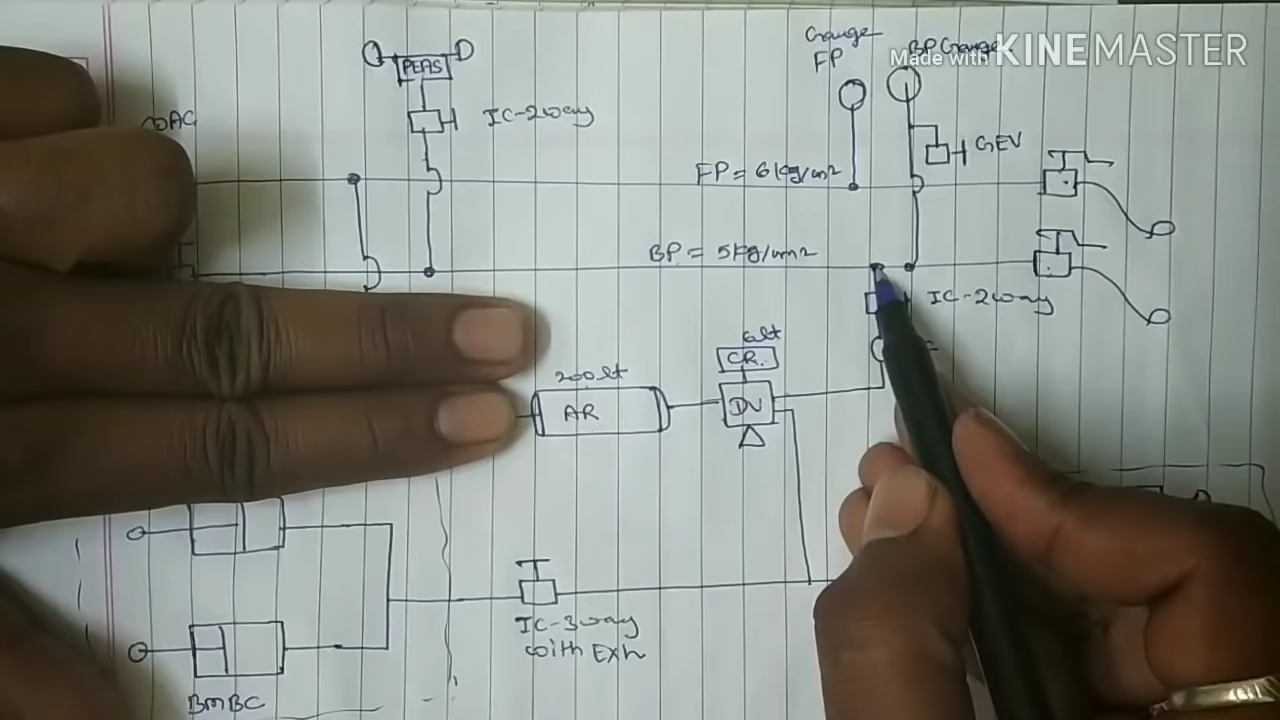 PEAS
IC-2way
Gauge
FP
BP Gauge
Made with KINEMASTER
GEV
FP = 6kg/cm2
BP = 5kg/cm2
IC-2way
6lt
CR.
200lt
AR
DV
IC-3way
with Exh
BMBC